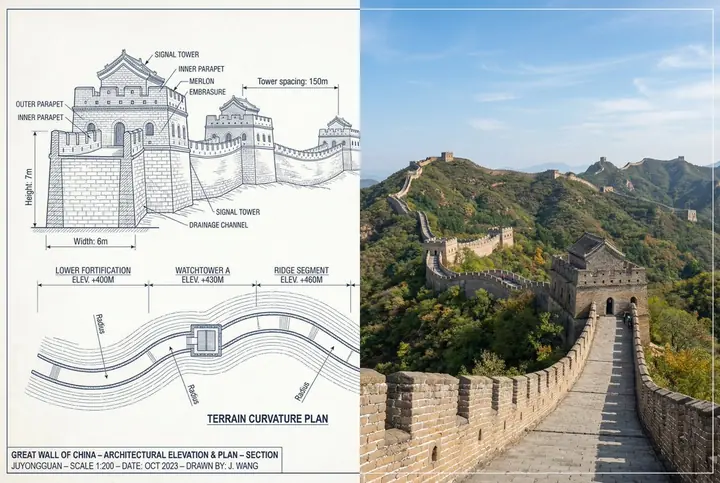 SIGNAL TOWER
INNER PARAPET
MERLON
EMBRASURE
Tower spacing: 150m
OUTER PARAPET
INNER PARAPET
Height: 7m
SIGNAL TOWER
DRAINAGE CHANNEL
Width: 6m
LOWER FORTIFICATION
ELEV. +400M
WATCHTOWER A
ELEV. +430M
RIDGE SEGMENT
ELEV. +460M
Radius
Radius
Radius
TERRAIN CURVATURE PLAN
GREAT WALL OF CHINA – ARCHITECTURAL ELEVATION & PLAN – SECTION
JUYONGGUAN – SCALE 1:200 – DATE: OCT 2023 – DRAWN BY: J. WANG